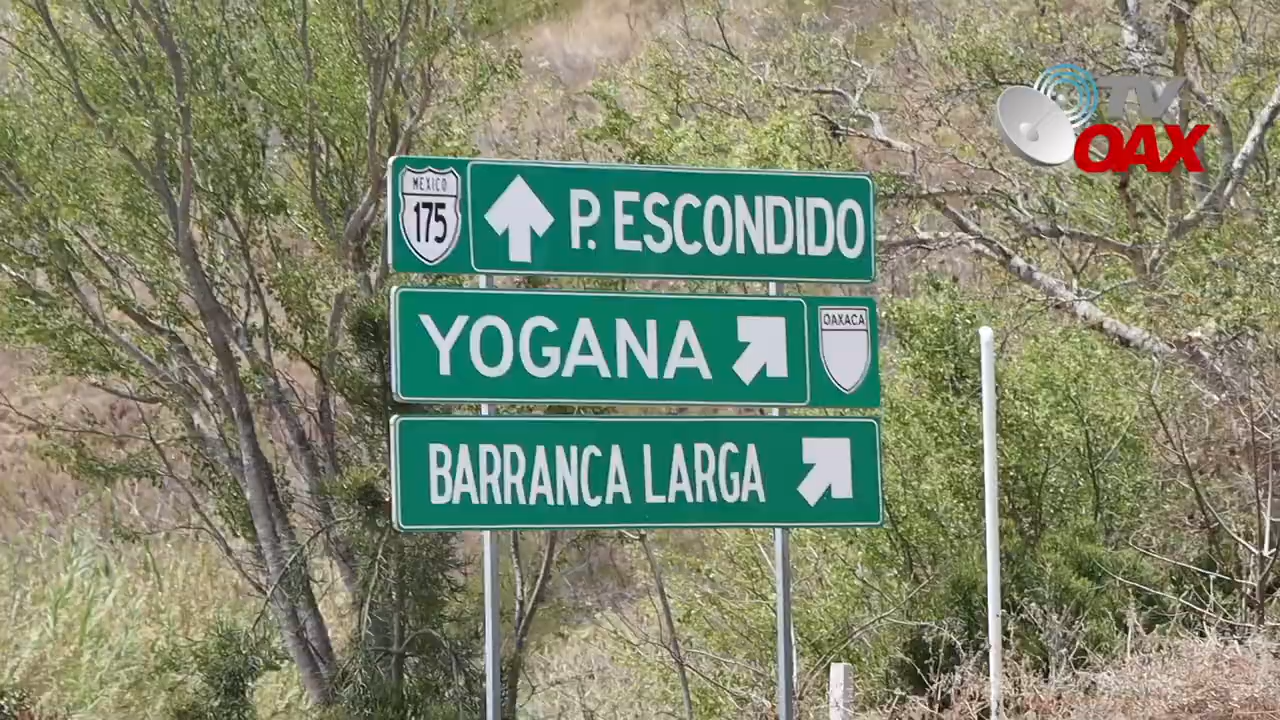 TV
OAX
MEXICO
175
P. ESCONDIDO
YOGANA
OAXACA
BARRANCA LARGA